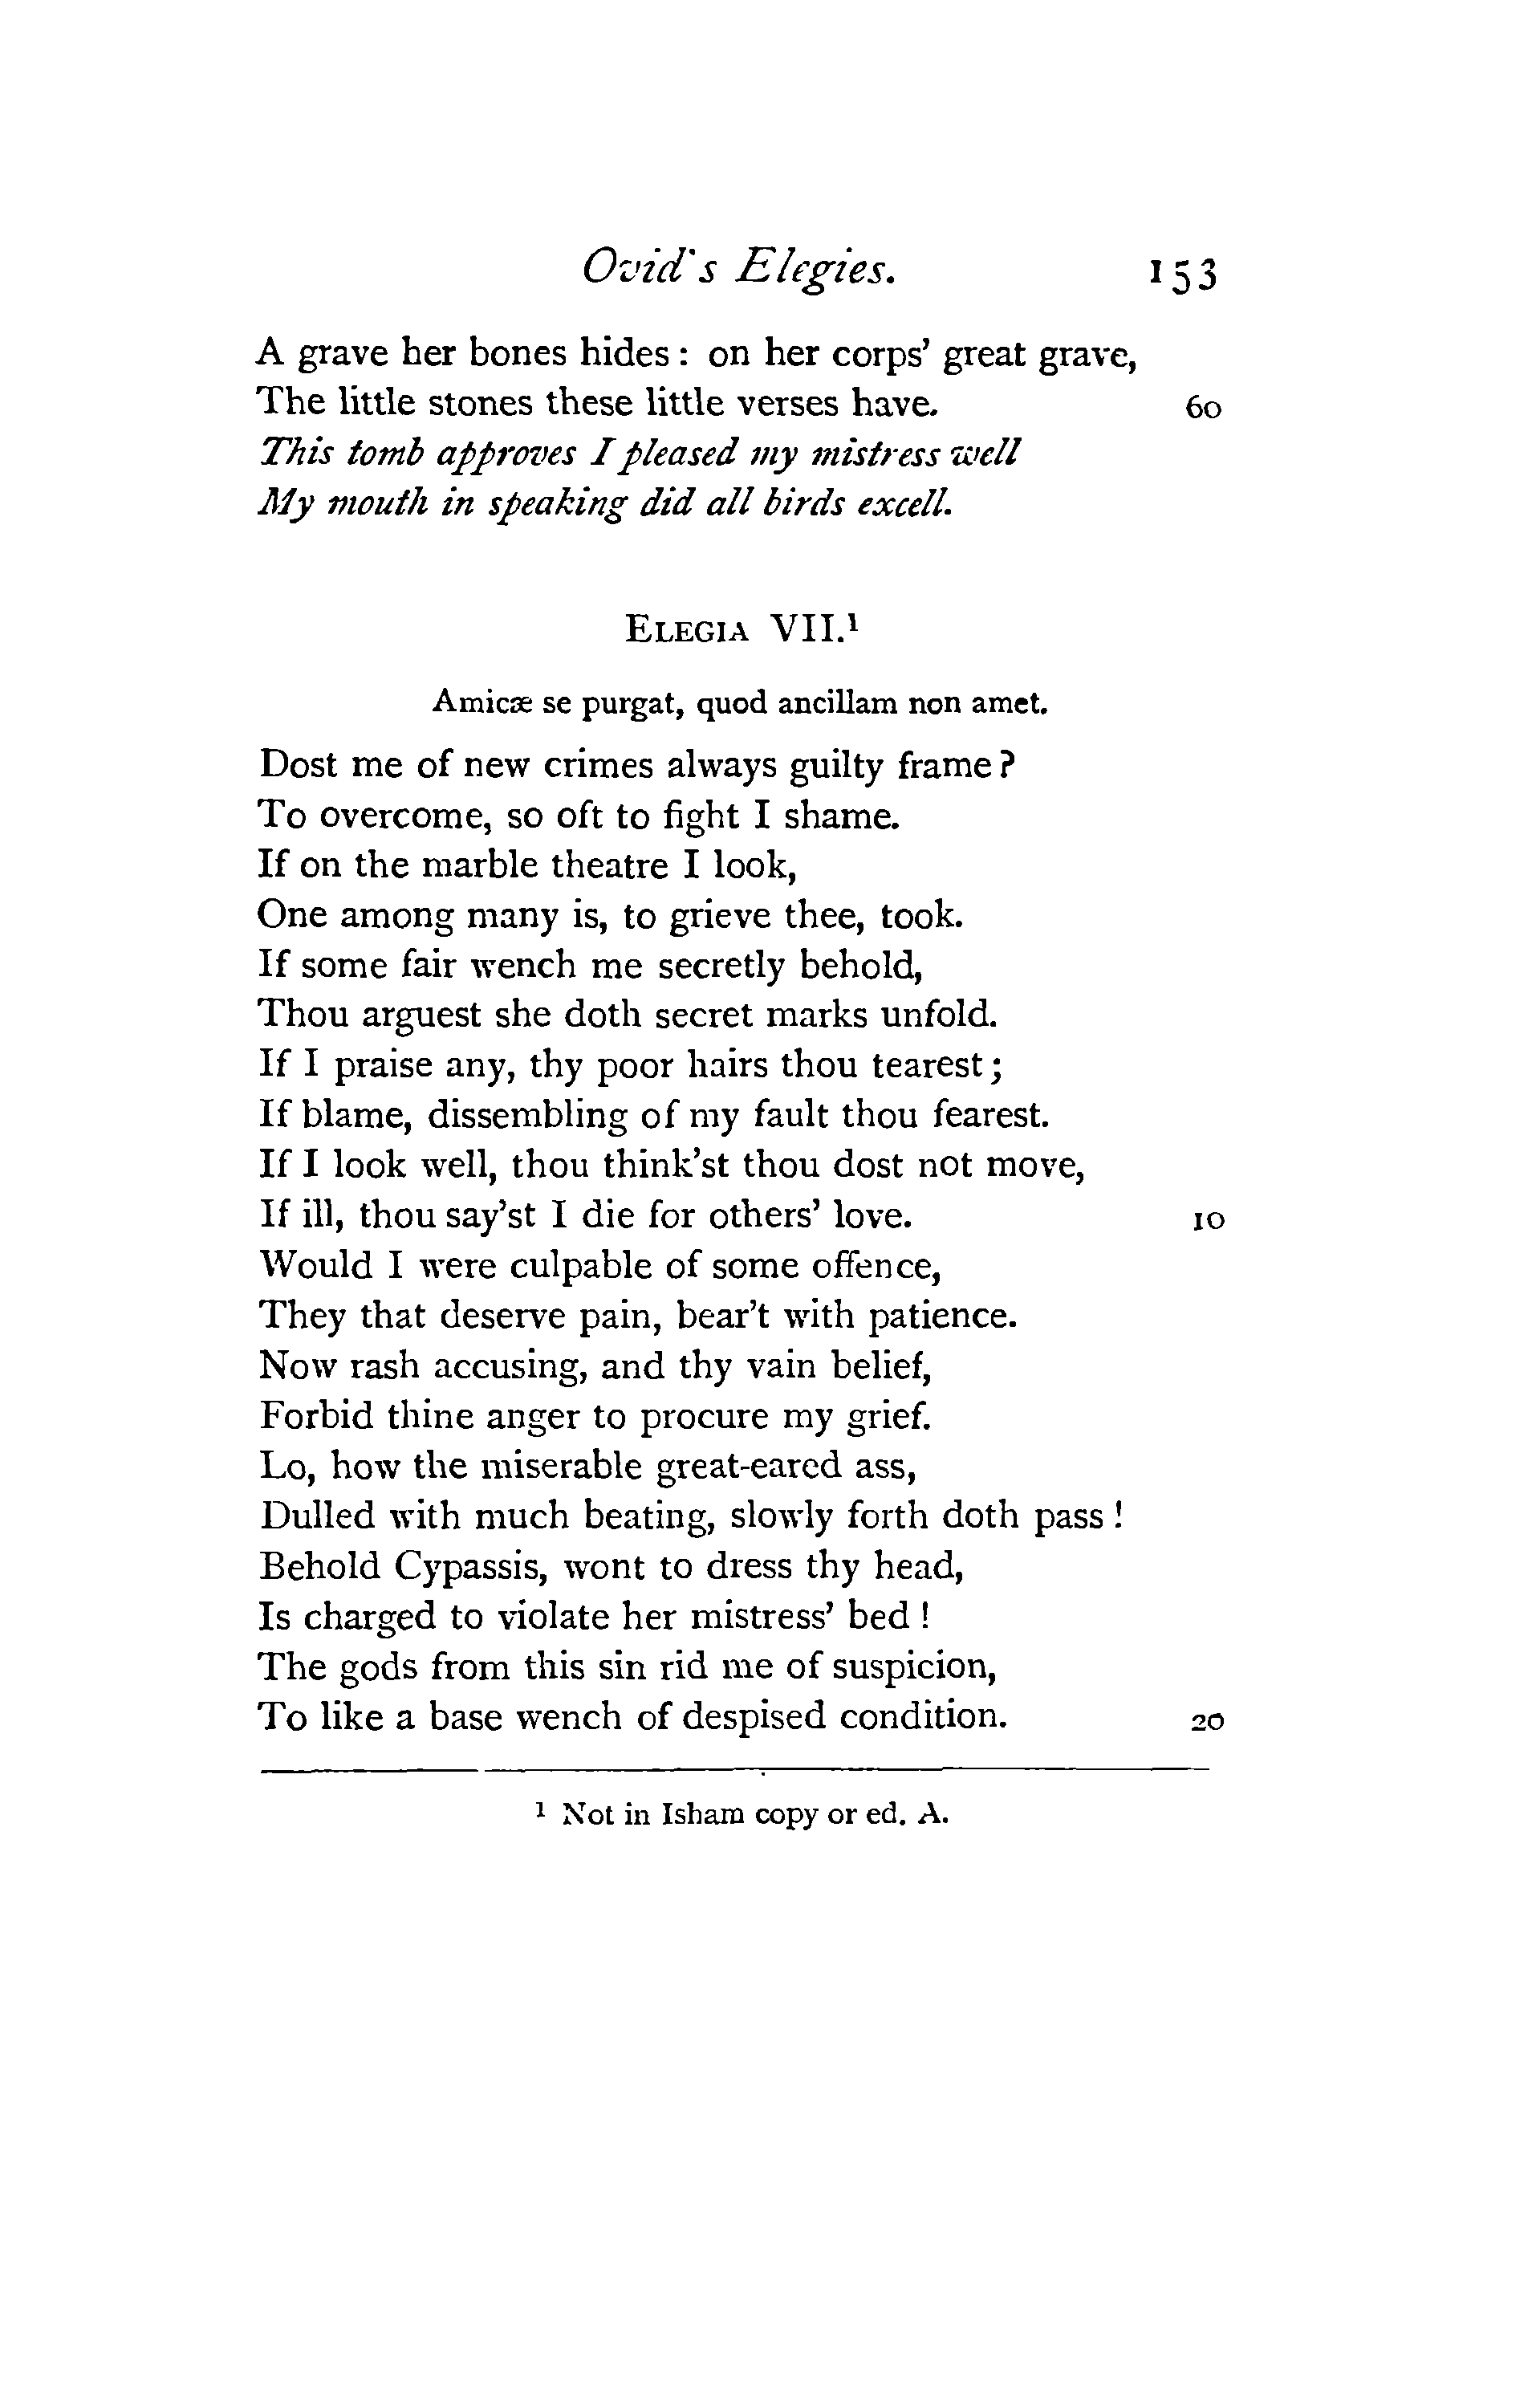 Ovid's Elegies. 153
A grave her bones hides: on her corps' great grave,
The little stones these little verses have. 60
This tomb approves I pleased my mistress well
My mouth in speaking did all birds excell.
ELEGIA VII.¹
Amicæ se purgat, quod ancillam non amet.
Dost me of new crimes always guilty frame?
To overcome, so oft to fight I shame.
If on the marble theatre I look,
One among many is, to grieve thee, took.
If some fair wench me secretly behold,
Thou arguest she doth secret marks unfold.
If I praise any, thy poor hairs thou tearest;
If blame, dissembling of my fault thou fearest.
If I look well, thou think'st thou dost not move,
If ill, thou say'st I die for others' love. 10
Would I were culpable of some offence,
They that deserve pain, bear't with patience.
Now rash accusing, and thy vain belief,
Forbid thine anger to procure my grief.
Lo, how the miserable great-eared ass,
Dulled with much beating, slowly forth doth pass!
Behold Cypassis, wont to dress thy head,
Is charged to violate her mistress' bed!
The gods from this sin rid me of suspicion,
To like a base wench of despised condition. 20
¹ Not in Isham copy or ed. A.